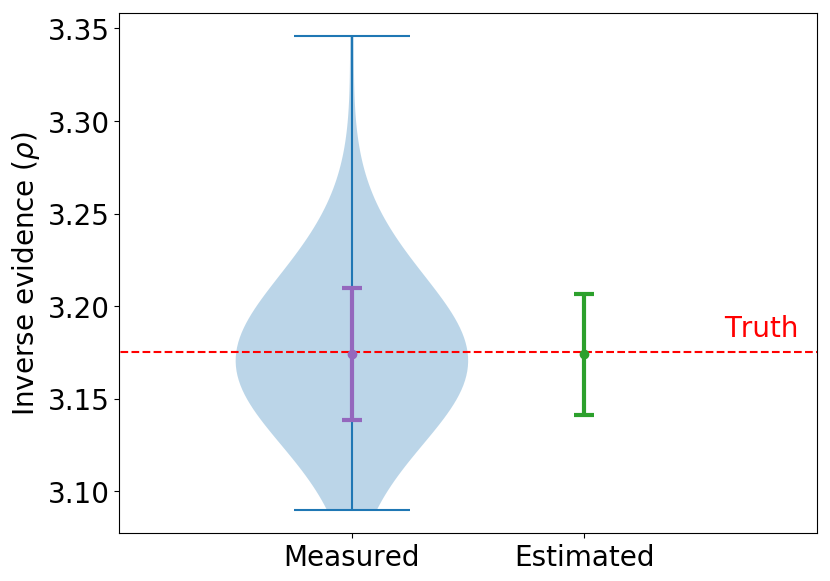 Inverse evidence (ρ)
3.35
3.30
3.25
3.20
3.15
3.10
Truth
Measured
Estimated